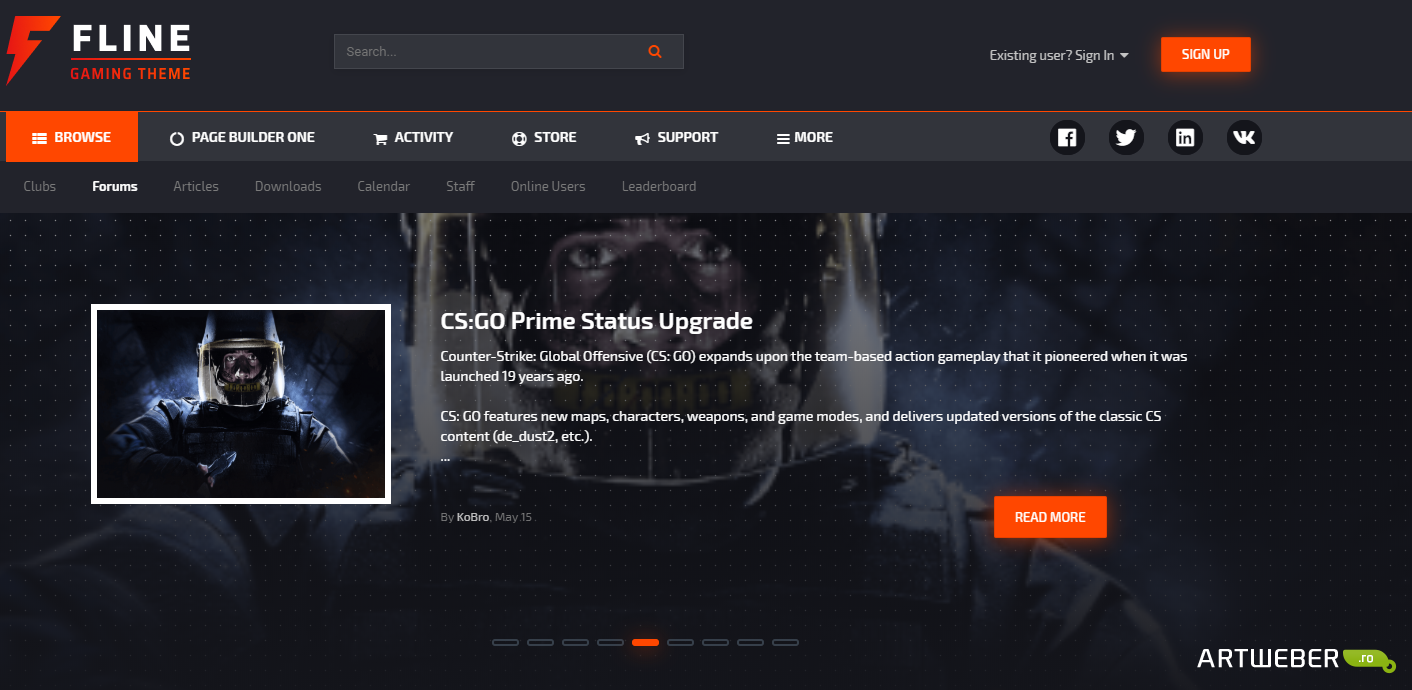 FLINE
GAMING THEME
Search...
Existing user? Sign In
SIGN UP
BROWSE
PAGE BUILDER ONE
ACTIVITY
STORE
SUPPORT
MORE
Clubs
Forums
Articles
Downloads
Calendar
Staff
Online Users
Leaderboard
CS:GO Prime Status Upgrade
Counter-Strike: Global Offensive (CS: GO) expands upon the team-based action gameplay that it pioneered when it was
launched 19 years ago.
CS: GO features new maps, characters, weapons, and game modes, and delivers updated versions of the classic CS
content (de_dust2, etc.).
...
By KoBro, May 15
READ MORE
ARTWEBER .ro